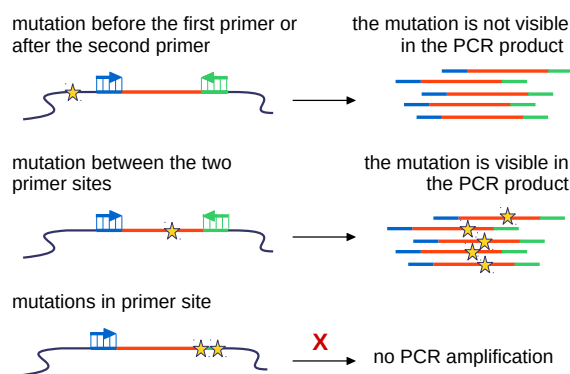 mutation before the first primer or
after the second primer
the mutation is not visible
in the PCR product
mutation between the two
primer sites
the mutation is visible in
the PCR product
mutations in primer site
X
no PCR amplification